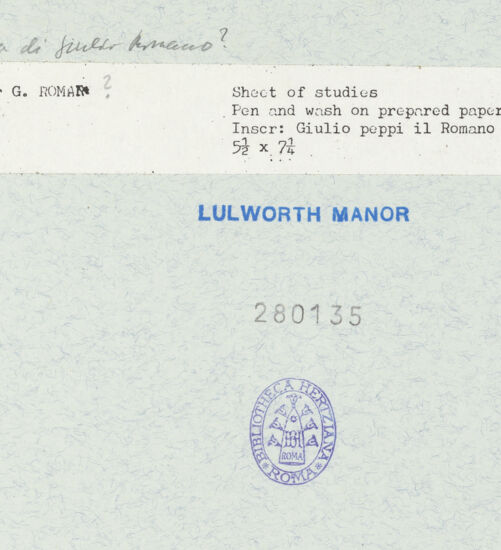 a di Giulio Romano?
G. ROMAN ?
Sheet of studies
Pen and wash on prepared paper
Inscr: Giulio peppi il Romano
5½ x 7¼
LULWORTH MANOR
280135
BIBLIOTHECA HERTZIANA
BH
ROMA
ROMA